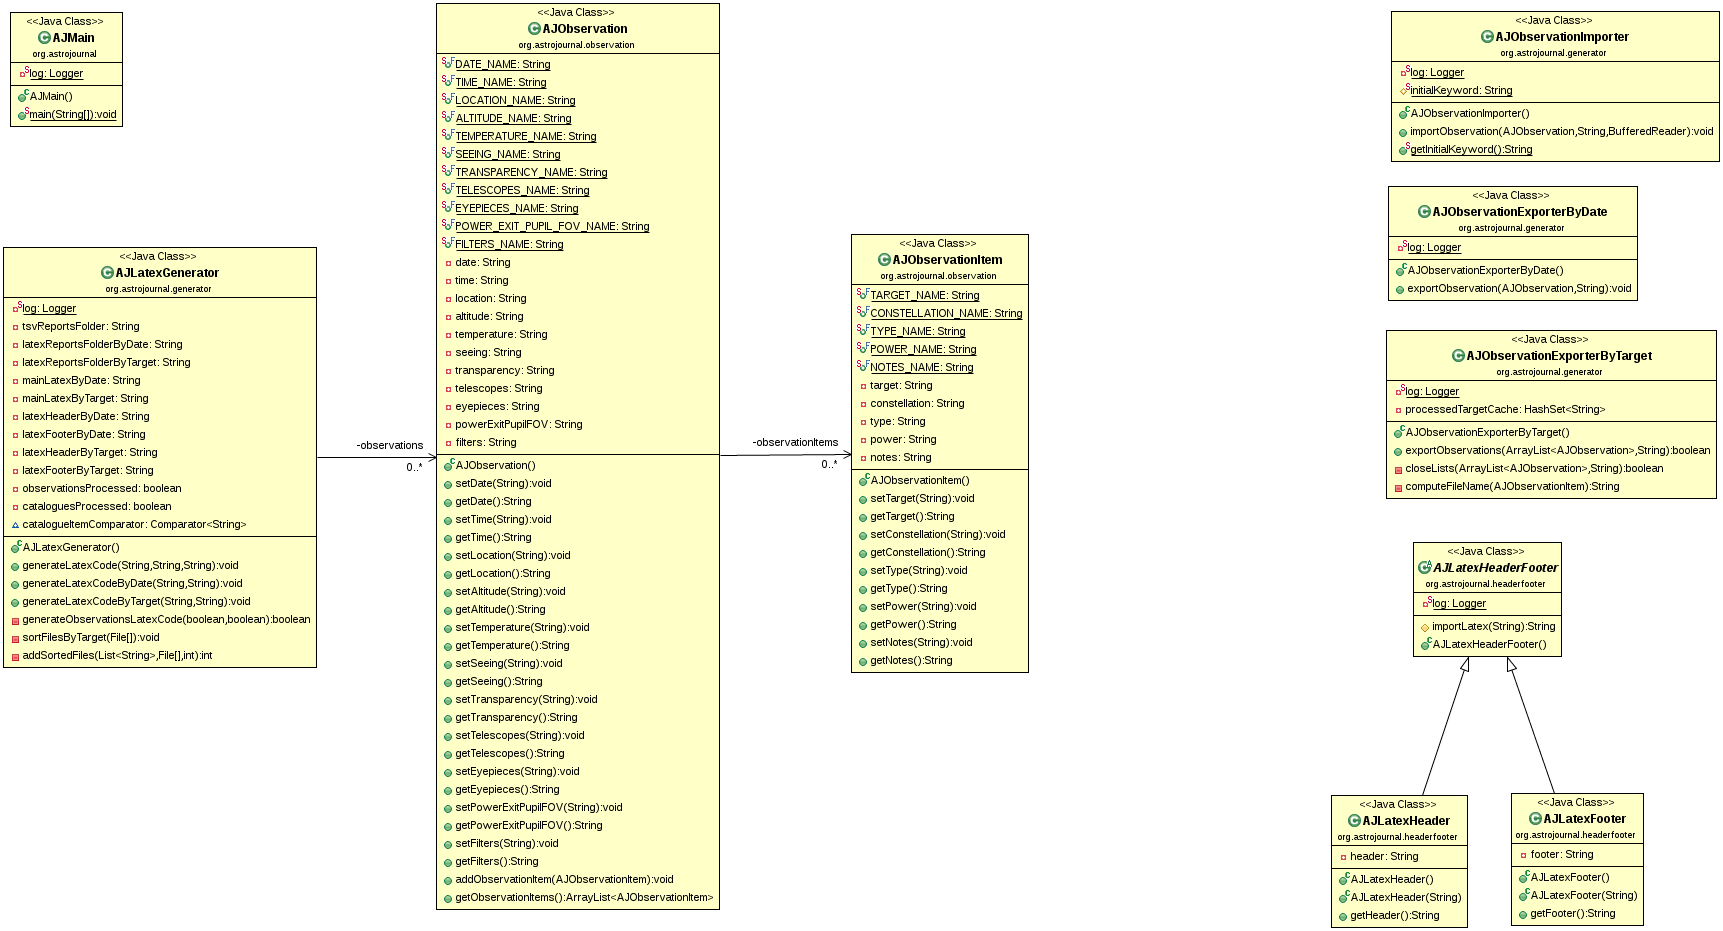 <<Java Class>>
AJMain
org.astrojournal
log: Logger
AJMain()
main(String[]):void
<<Java Class>>
AJLatexGenerator
org.astrojournal.generator
log: Logger
tsvReportsFolder: String
latexReportsFolderByDate: String
latexReportsFolderByTarget: String
mainLatexByDate: String
mainLatexByTarget: String
latexHeaderByDate: String
latexFooterByDate: String
latexHeaderByTarget: String
latexFooterByTarget: String
observationsProcessed: boolean
cataloguesProcessed: boolean
catalogueItemComparator: Comparator<String>
AJLatexGenerator()
generateLatexCode(String,String,String):void
generateLatexCodeByDate(String,String):void
generateLatexCodeByTarget(String,String):void
generateObservationsLatexCode(boolean,boolean):boolean
sortFilesByTarget(File[]):void
addSortedFiles(List<String>,File[],int):int
-observations
0..*
<<Java Class>>
AJObservation
org.astrojournal.observation
DATE_NAME: String
TIME_NAME: String
LOCATION_NAME: String
ALTITUDE_NAME: String
TEMPERATURE_NAME: String
SEEING_NAME: String
TRANSPARENCY_NAME: String
TELESCOPES_NAME: String
EYEPIECES_NAME: String
POWER_EXIT_PUPIL_FOV_NAME: String
FILTERS_NAME: String
date: String
time: String
location: String
altitude: String
temperature: String
seeing: String
transparency: String
telescopes: String
eyepieces: String
powerExitPupilFOV: String
filters: String
AJObservation()
setDate(String):void
getDate():String
setTime(String):void
getTime():String
setLocation(String):void
getLocation():String
setAltitude(String):void
getAltitude():String
setTemperature(String):void
getTemperature():String
setSeeing(String):void
getSeeing():String
setTransparency(String):void
getTransparency():String
setTelescopes(String):void
getTelescopes():String
setEyepieces(String):void
getEyepieces():String
setPowerExitPupilFOV(String):void
getPowerExitPupilFOV():String
setFilters(String):void
getFilters():String
addObservationItem(AJObservationItem):void
getObservationItems():ArrayList<AJObservationItem>
-observationItems
0..*
<<Java Class>>
AJObservationItem
org.astrojournal.observation
TARGET_NAME: String
CONSTELLATION_NAME: String
TYPE_NAME: String
POWER_NAME: String
NOTES_NAME: String
target: String
constellation: String
type: String
power: String
notes: String
AJObservationItem()
setTarget(String):void
getTarget():String
setConstellation(String):void
getConstellation():String
setType(String):void
getType():String
setPower(String):void
getPower():String
setNotes(String):void
getNotes():String
<<Java Class>>
AJObservationImporter
org.astrojournal.generator
log: Logger
initialKeyword: String
AJObservationImporter()
importObservation(AJObservation,String,BufferedReader):void
getInitialKeyword():String
<<Java Class>>
AJObservationExporterByDate
org.astrojournal.generator
log: Logger
AJObservationExporterByDate()
exportObservation(AJObservation,String):void
<<Java Class>>
AJObservationExporterByTarget
org.astrojournal.generator
log: Logger
processedTargetCache: HashSet<String>
AJObservationExporterByTarget()
exportObservations(ArrayList<AJObservation>,String):boolean
closeLists(ArrayList<AJObservation>,String):boolean
computeFileName(AJObservationItem):String
<<Java Class>>
AJLatexHeaderFooter
org.astrojournal.headerfooter
log: Logger
importLatex(String):String
AJLatexHeaderFooter()
<<Java Class>>
AJLatexHeader
org.astrojournal.headerfooter
header: String
AJLatexHeader()
AJLatexHeader(String)
getHeader():String
<<Java Class>>
AJLatexFooter
org.astrojournal.headerfooter
footer: String
AJLatexFooter()
AJLatexFooter(String)
getFooter():String